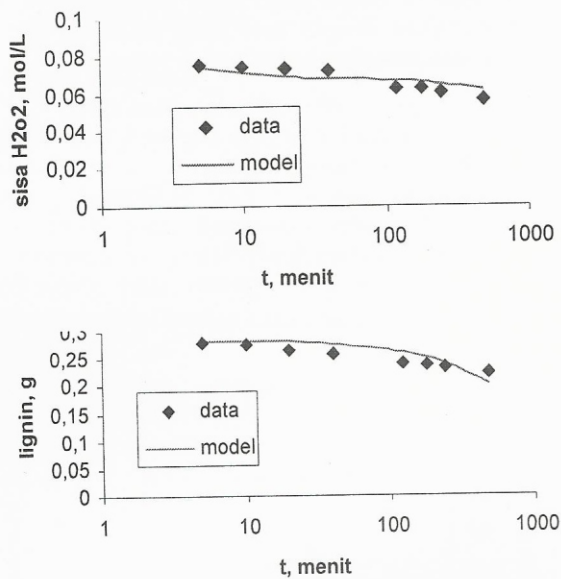 0,1
0,08
0,06
0,04
0,02
0
sisa H2o2, mol/L
data
model
1 10 100 1000
t, menit
0,3
0,25
0,2
0,15
0,1
0,05
0
lignin, g
data
model
1 10 100 1000
t, menit